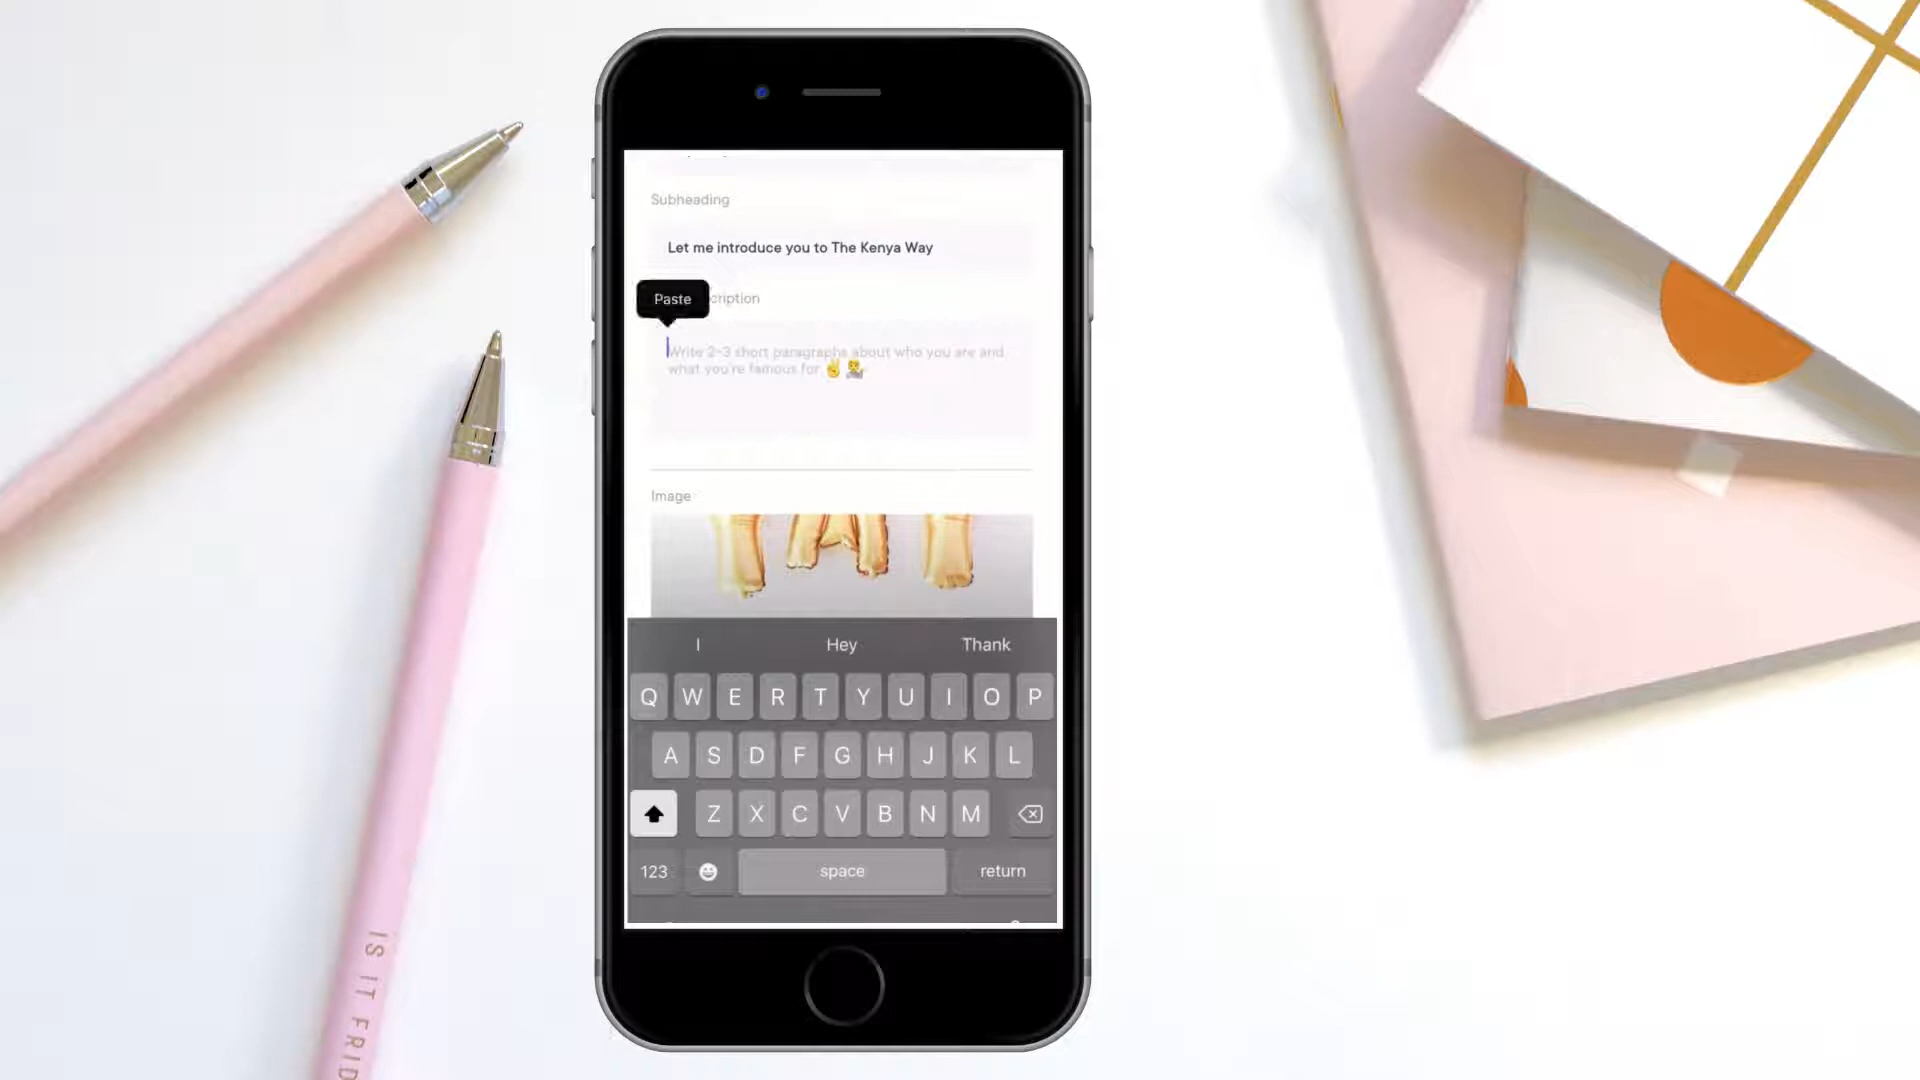 Subheading
Let me introduce you to The Kenya Way
Paste
cription
Write 2-3 short paragraphs about who you are and
what you're famous for ✌️💁‍♂️
Image
I Hey Thank
Q W E R T Y U I O P
A S D F G H J K L
Z X C V B N M
123 space return
IS IT FRID